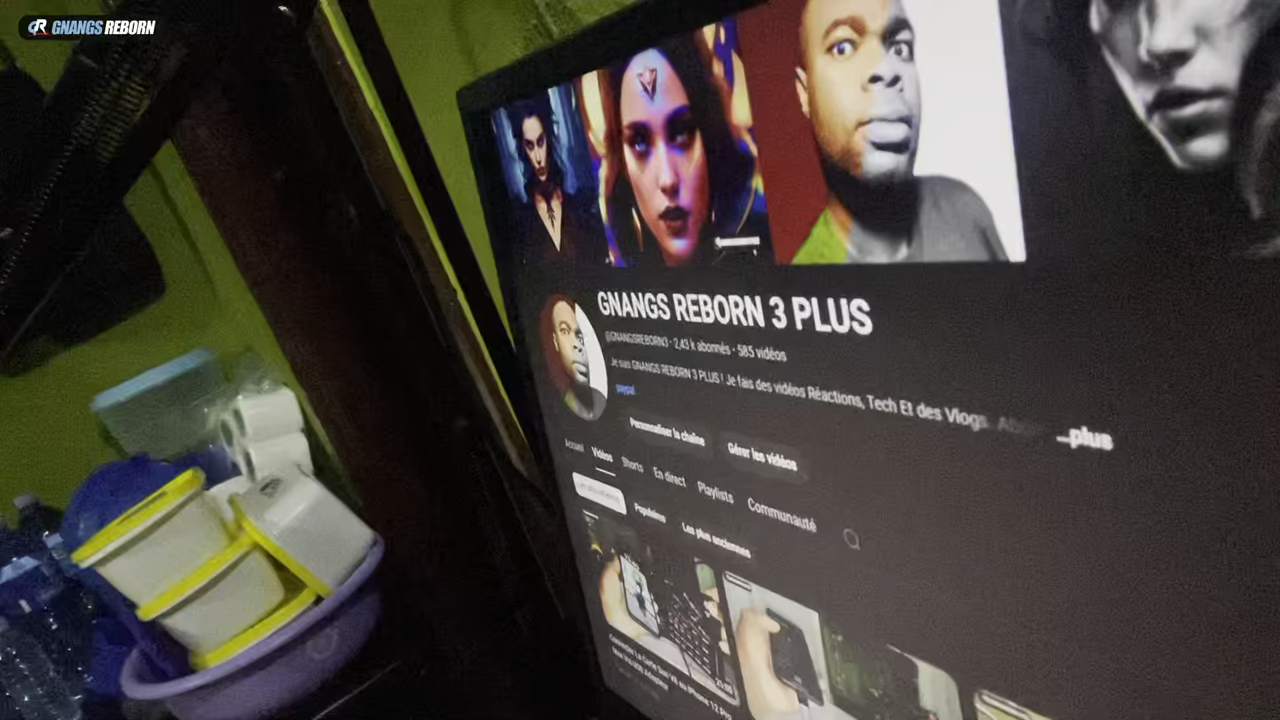 GNANGS REBORN
GNANGS REBORN 3 PLUS
@GNANGSREBORN3 · 2,43 k abonnés · 585 vidéos
Je suis GNANGS REBORN 3 PLUS ! Je fais des vidéos Réactions, Tech Et des Vlogs
...plus
paypal
Personnaliser la chaîne
Gérer les vidéos
Accueil
Vidéos
Shorts
En direct
Playlists
Communauté
Populaires
Les plus anciennes